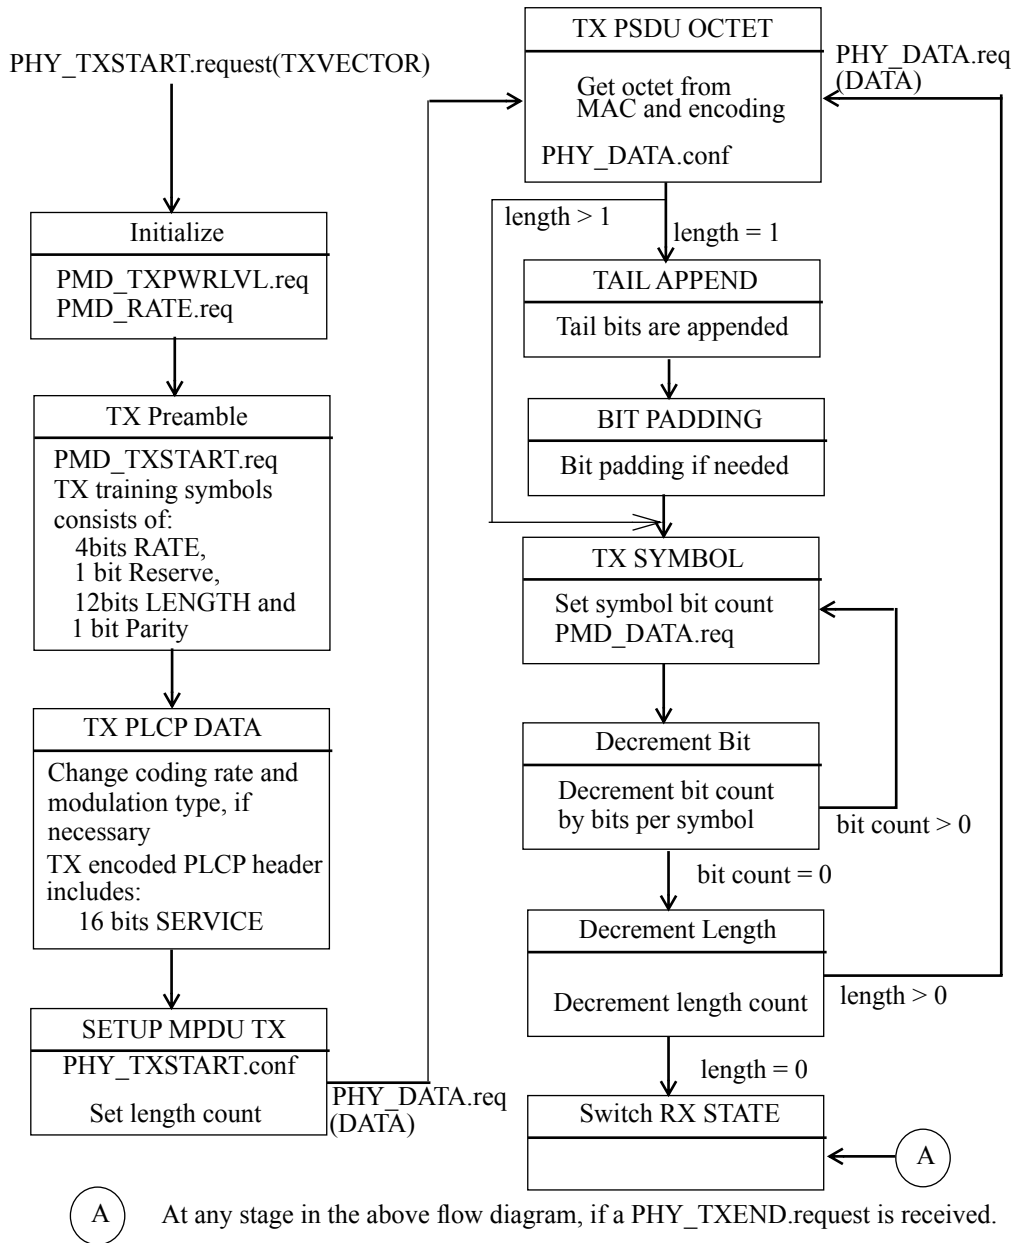 PHY_TXSTART.request(TXVECTOR)
Initialize
PMD_TXPWRLVL.req
PMD_RATE.req
TX Preamble
PMD_TXSTART.req
TX training symbols
consists of:
4bits RATE,
1 bit Reserve,
12bits LENGTH and
1 bit Parity
TX PLCP DATA
Change coding rate and
modulation type, if
necessary
TX encoded PLCP header
includes:
16 bits SERVICE
SETUP MPDU TX
PHY_TXSTART.conf
Set length count
PHY_DATA.req
(DATA)
TX PSDU OCTET
Get octet from
MAC and encoding
PHY_DATA.conf
PHY_DATA.req
(DATA)
length > 1
length = 1
TAIL APPEND
Tail bits are appended
BIT PADDING
Bit padding if needed
TX SYMBOL
Set symbol bit count
PMD_DATA.req
Decrement Bit
Decrement bit count
by bits per symbol
bit count > 0
bit count = 0
Decrement Length
Decrement length count
length > 0
length = 0
Switch RX STATE
A
A At any stage in the above flow diagram, if a PHY_TXEND.request is received.